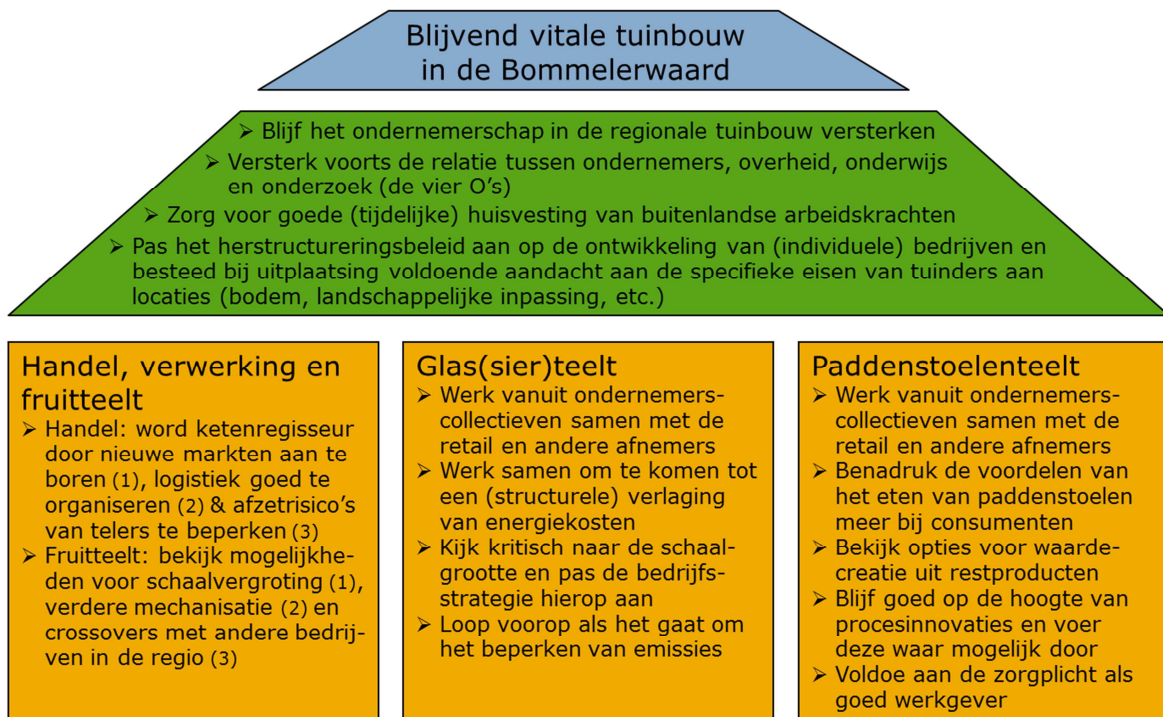 Blijvend vitale tuinbouw
in de Bommelerwaard
➢ Blijf het ondernemerschap in de regionale tuinbouw versterken
➢ Versterk voorts de relatie tussen ondernemers, overheid, onderwijs
en onderzoek (de vier O's)
➢ Zorg voor goede (tijdelijke) huisvesting van buitenlandse arbeidskrachten
➢ Pas het herstructureringsbeleid aan op de ontwikkeling van (individuele) bedrijven en
besteed bij uitplaatsing voldoende aandacht aan de specifieke eisen van tuinders aan
locaties (bodem, landschappelijke inpassing, etc.)
Handel, verwerking en
fruitteelt
➢ Handel: word ketenregisseur
door nieuwe markten aan te
boren (1), logistiek goed te
organiseren (2) & afzetrisico's
van telers te beperken (3)
➢ Fruitteelt: bekijk mogelijkhe-
den voor schaalvergroting (1),
verdere mechanisatie (2) en
crossovers met andere bedrij-
ven in de regio (3)
Glas(sier)teelt
➢ Werk vanuit ondernemers-
collectieven samen met de
retail en andere afnemers
➢ Werk samen om te komen tot
een (structurele) verlaging
van energiekosten
➢ Kijk kritisch naar de schaal-
grootte en pas de bedrijfs-
strategie hierop aan
➢ Loop voorop als het gaat om
het beperken van emissies
Paddenstoelenteelt
➢ Werk vanuit ondernemers-
collectieven samen met de
retail en andere afnemers
➢ Benadruk de voordelen van
het eten van paddenstoelen
meer bij consumenten
➢ Bekijk opties voor waarde-
creatie uit restproducten
➢ Blijf goed op de hoogte van
procesinnovaties en voer
deze waar mogelijk door
➢ Voldoe aan de zorgplicht als
goed werkgever